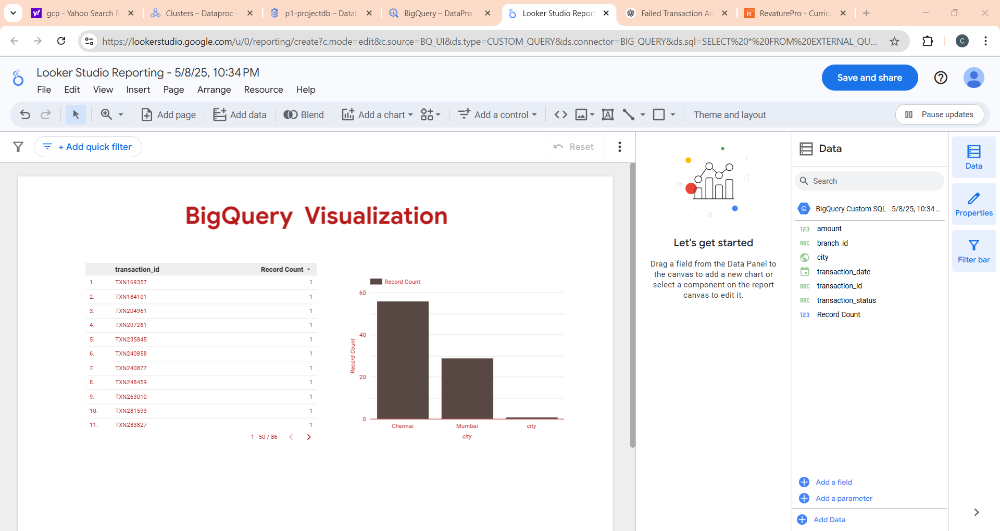 gcp - Yahoo Search R
Clusters – Dataproc –
p1-projectdb – Datab
BigQuery – DataPro –
Looker Studio Report
Failed Transaction An
RevaturePro - Curricu
https://lookerstudio.google.com/u/0/reporting/create?c.mode=edit&c.source=BQ_UI&ds.type=CUSTOM_QUERY&ds.connector=BIG_QUERY&ds.sql=SELECT%20*%20FROM%20EXTERNAL_QU...
C
Looker Studio Reporting - 5/8/25, 10:34 PM
File Edit View Insert Page Arrange Resource Help
Save and share
Add page
Add data
Blend
Add a chart
Add a control
Theme and layout
Pause updates
+ Add quick filter
Reset
BigQuery Visualization
transaction_id Record Count
1. TXN169357 1
2. TXN184101 1
3. TXN204961 1
4. TXN207281 1
5. TXN235845 1
6. TXN240858 1
7. TXN240877 1
8. TXN248459 1
9. TXN263010 1
10. TXN281593 1
11. TXN283827 1
1 - 50 / 86
Record Count
60
40
20
0
Record Count
Chennai Mumbai city
city
Let's get started
Drag a field from the Data Panel to
the canvas to add a new chart or
select a component on the report
canvas to edit it.
Data
Search
BigQuery Custom SQL - 5/8/25, 10:34...
123 amount
ABC branch_id
city
transaction_date
ABC transaction_id
ABC transaction_status
123 Record Count
Add a field
Add a parameter
Add Data
Data
Properties
Filter bar